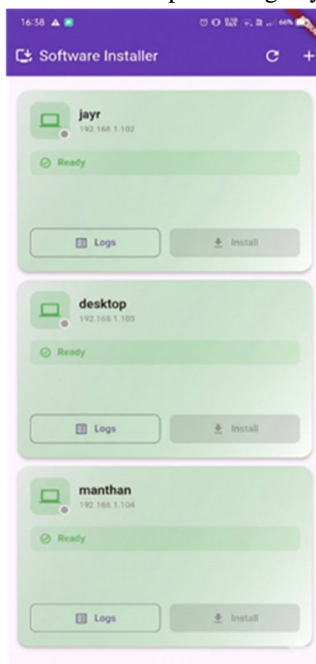 16:38 66%
Software Installer
jayr
192.168.1.102
Ready
Logs Install
desktop
192.168.1.103
Ready
Logs Install
manthan
192.168.1.104
Ready
Logs Install